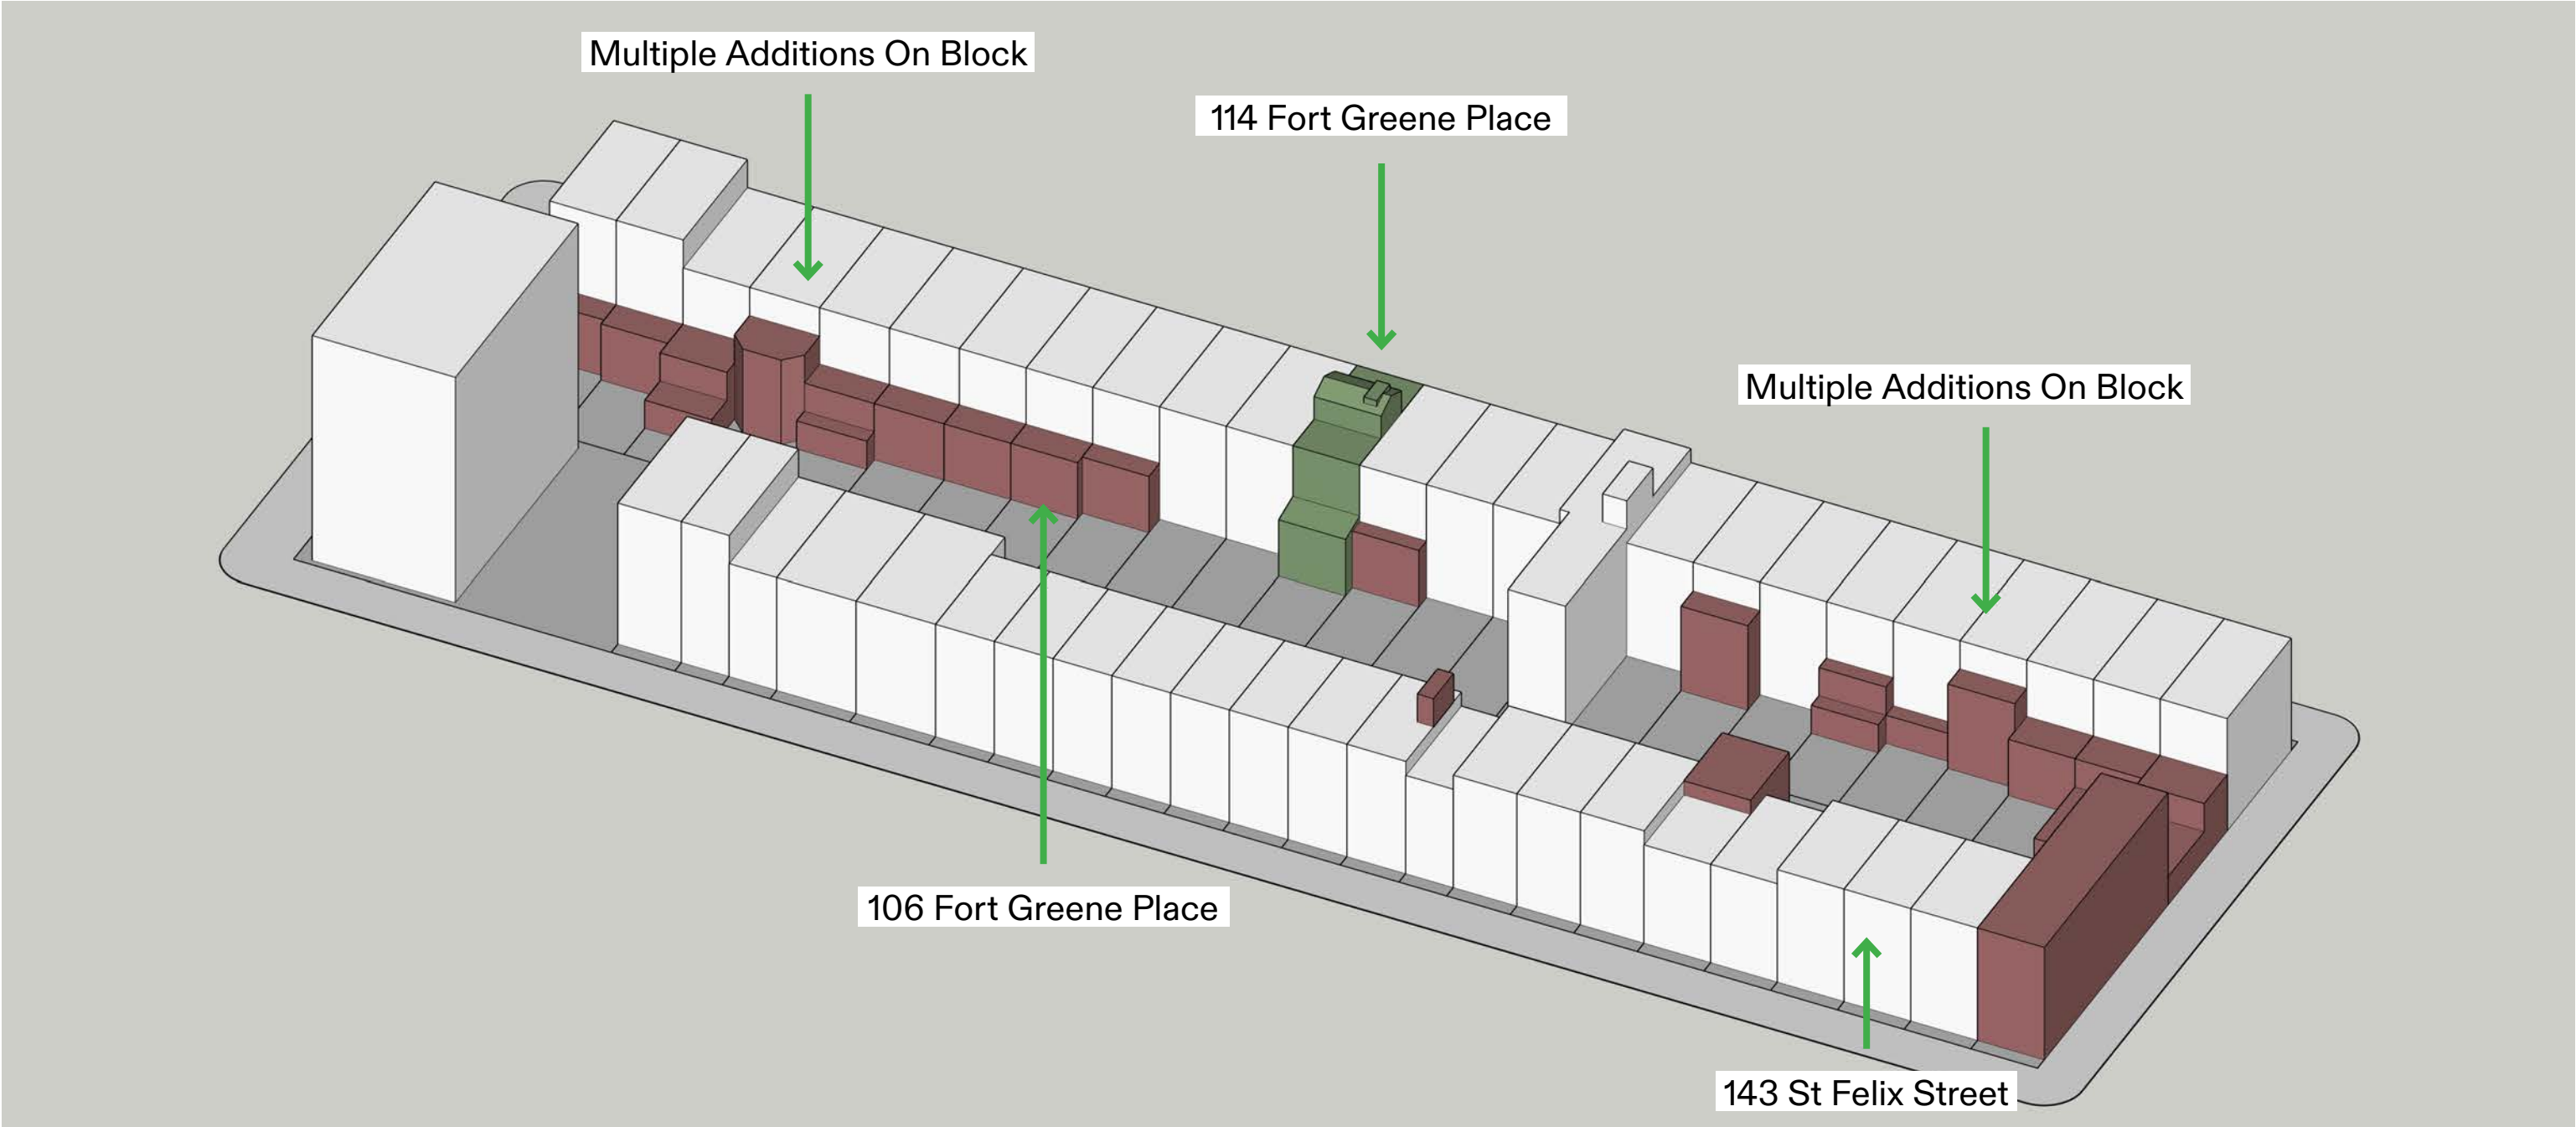 Multiple Additions On Block
114 Fort Greene Place
Multiple Additions On Block
106 Fort Greene Place
143 St Felix Street